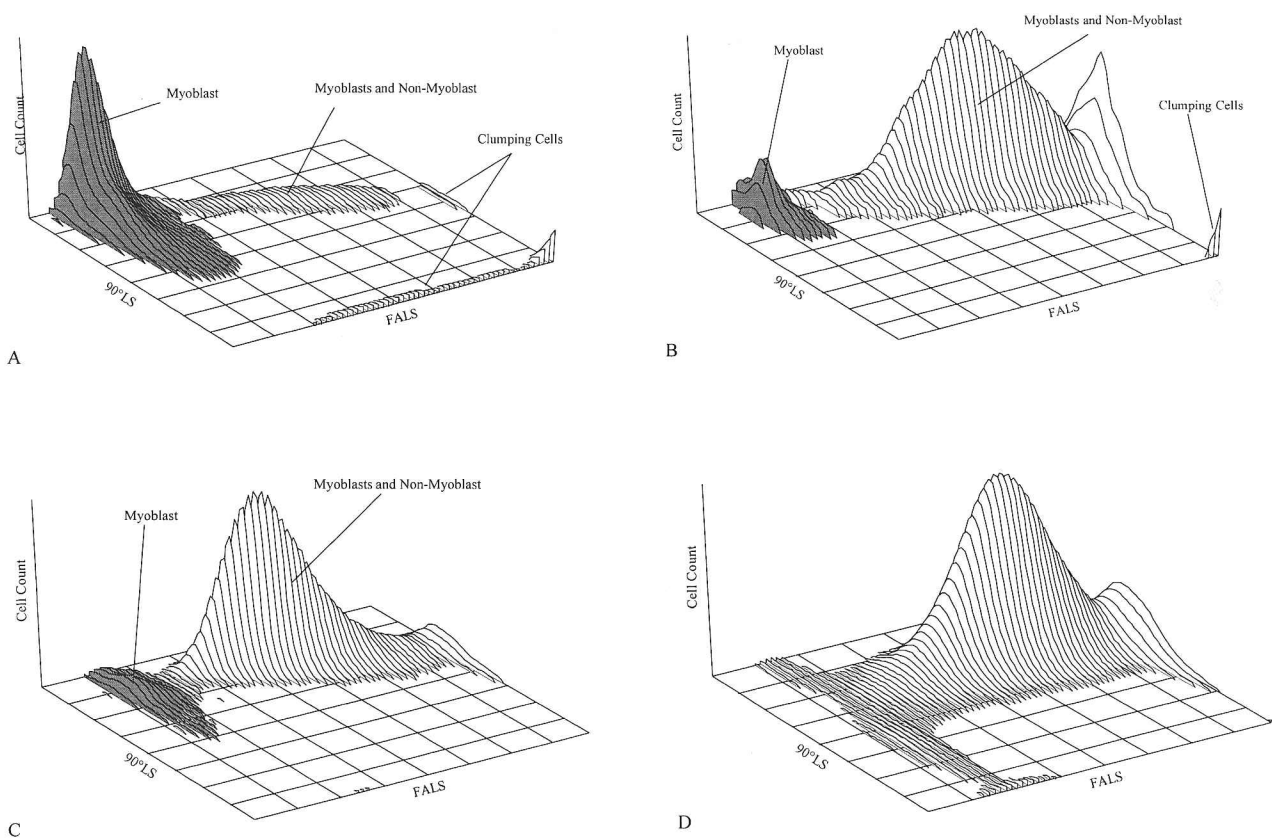 Cell Count
Myoblast
Myoblasts and Non-Myoblast
Clumping Cells
90°LS
FALS
A
Cell Count
Myoblast
Myoblasts and Non-Myoblast
Clumping Cells
90°LS
FALS
B
Cell Count
Myoblast
Myoblasts and Non-Myoblast
90°LS
FALS
C
Cell Count
90°LS
FALS
D